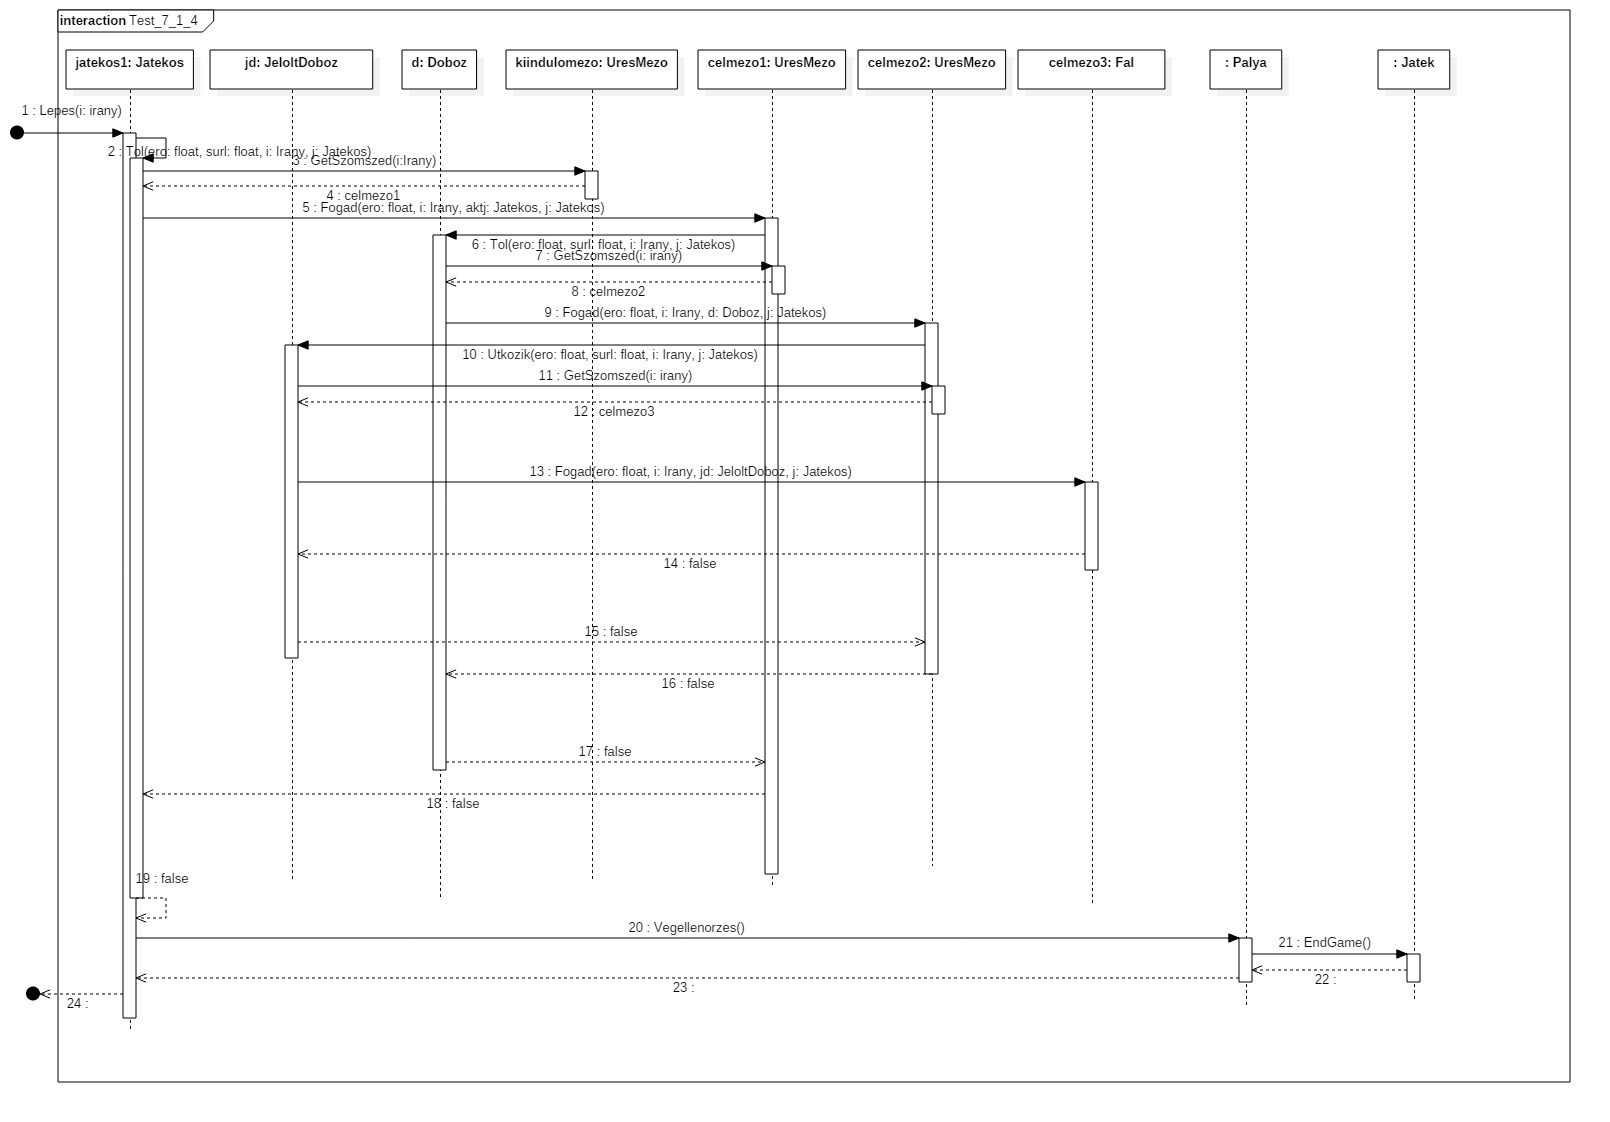 interaction Test_7_1_4
jatekos1: Jatekos
jd: JeloltDoboz
d: Doboz
kiindulomezo: UresMezo
celmezo1: UresMezo
celmezo2: UresMezo
celmezo3: Fal
: Palya
: Jatek
1 : Lepes(i: irany)
2 : Tol(ero: float, surl: float, i: Irany, j: Jatekos)
3 : GetSzomszed(i:Irany)
4 : celmezo1
5 : Fogad(ero: float, i: Irany, aktj: Jatekos, j: Jatekos)
6 : Tol(ero: float, surl: float, i: Irany, j: Jatekos)
7 : GetSzomszed(i: irany)
8 : celmezo2
9 : Fogad(ero: float, i: Irany, d: Doboz, j: Jatekos)
10 : Utkozik(ero: float, surl: float, i: Irany, j: Jatekos)
11 : GetSzomszed(i: irany)
12 : celmezo3
13 : Fogad(ero: float, i: Irany, jd: JeloltDoboz, j: Jatekos)
14 : false
15 : false
16 : false
17 : false
18 : false
19 : false
20 : Vegellenorzes()
21 : EndGame()
22 :
23 :
24 :